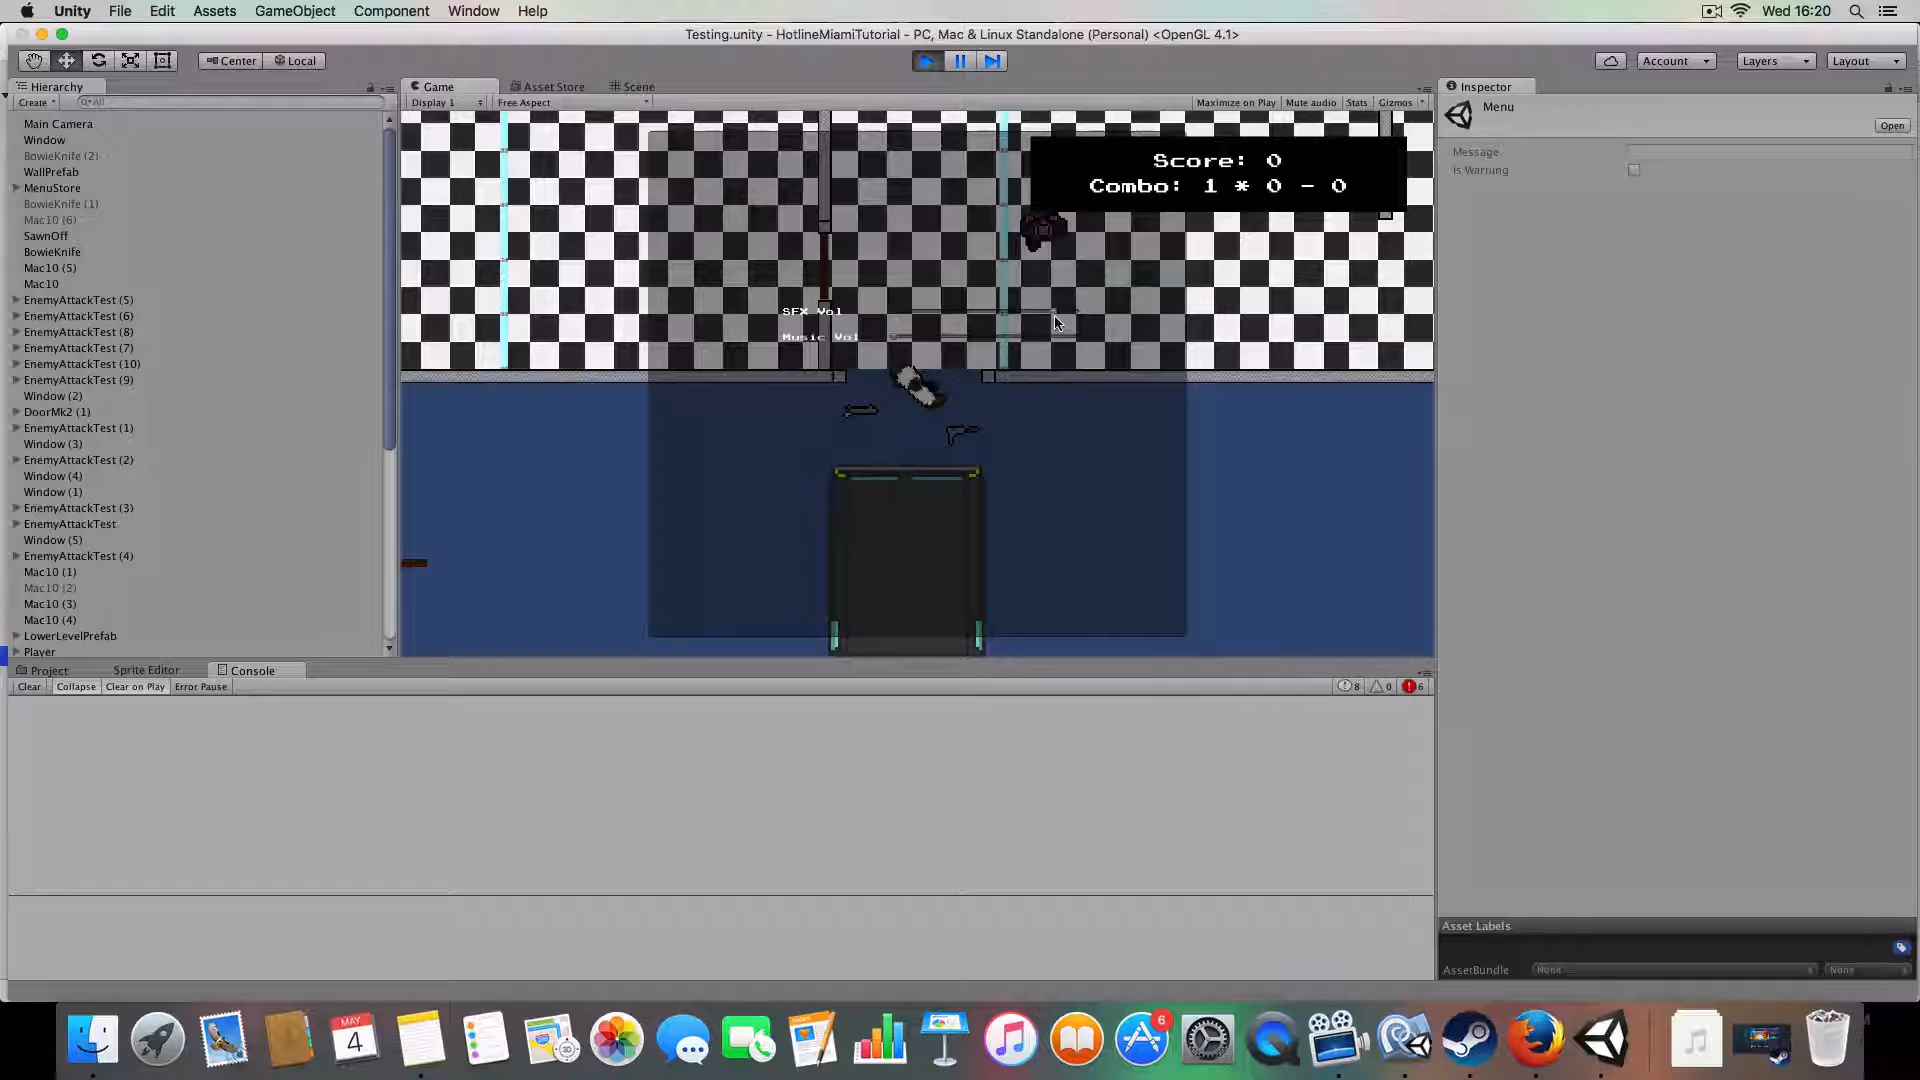 Unity File Edit Assets GameObject Component Window Help Wed 16:20
Testing.unity - HotlineMiamiTutorial - PC, Mac & Linux Standalone (Personal) <OpenGL 4.1>
Center Local Account Layers Layout
Hierarchy Game Asset Store Scene Inspector
Create All Display 1 Free Aspect Maximize on Play Mute audio Stats Gizmos Menu
Open
Main Camera
Window
BowieKnife (2)
WallPrefab
MenuStore
BowieKnife (1)
Mac10 (6)
SawnOff
BowieKnife
Mac10 (5)
Mac10
EnemyAttackTest (5)
EnemyAttackTest (6)
EnemyAttackTest (8)
EnemyAttackTest (7)
EnemyAttackTest (10)
EnemyAttackTest (9)
Window (2)
DoorMk2 (1)
EnemyAttackTest (1)
Window (3)
EnemyAttackTest (2)
Window (4)
Window (1)
EnemyAttackTest (3)
EnemyAttackTest
Window (5)
EnemyAttackTest (4)
Mac10 (1)
Mac10 (2)
Mac10 (3)
Mac10 (4)
LowerLevelPrefab
Player
Score: 0
Combo: 1 * 0 - 0
SFX Vol
Music Vol
Message
Is Warning
Project Sprite Editor Console
Clear Collapse Clear on Play Error Pause 8 0 6
Asset Labels
AssetBundle None None
MAY
4
6